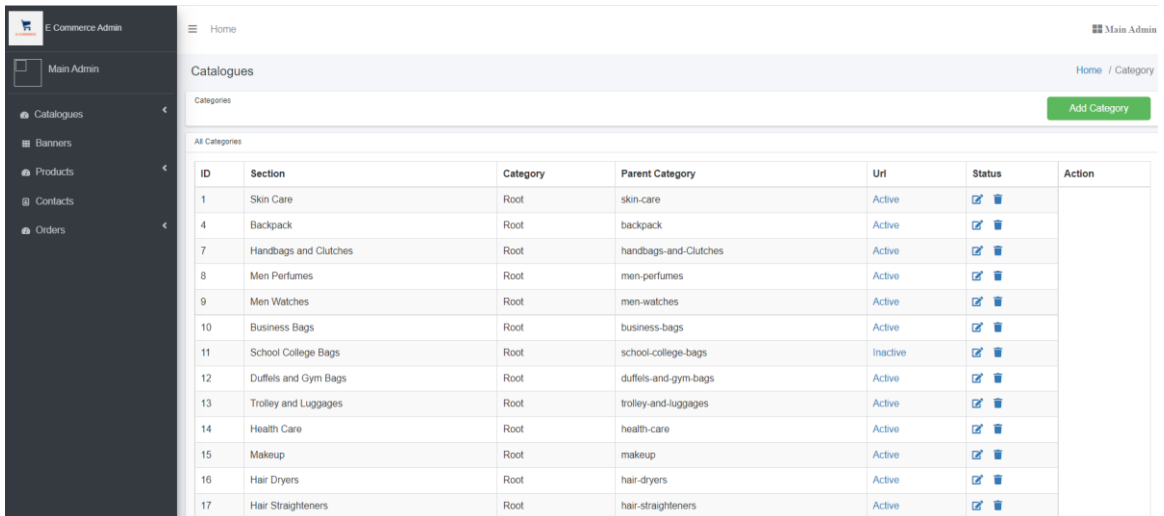 E Commerce Admin
Home
Main Admin
Main Admin
Catalogues
Home / Category
Catalogues
Banners
Products
Contacts
Orders
Categories
Add Category
All Categories
ID Section Category Parent Category Url Status Action
1 Skin Care Root skin-care Active
4 Backpack Root backpack Active
7 Handbags and Clutches Root handbags-and-Clutches Active
8 Men Perfumes Root men-perfumes Active
9 Men Watches Root men-watches Active
10 Business Bags Root business-bags Active
11 School College Bags Root school-college-bags Inactive
12 Duffels and Gym Bags Root duffels-and-gym-bags Active
13 Trolley and Luggages Root trolley-and-luggages Active
14 Health Care Root health-care Active
15 Makeup Root makeup Active
16 Hair Dryers Root hair-dryers Active
17 Hair Straighteners Root hair-straighteners Active